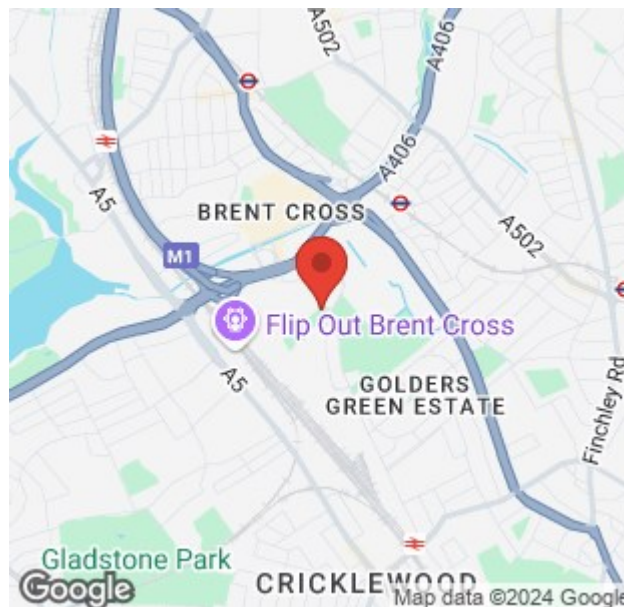 A502
A406
A406
A5
BRENT CROSS
A502
M1
Flip Out Brent Cross
A5
GOLDERS
GREEN ESTATE
Finchley Rd
Gladstone Park
CRICKLEWOOD
Google
Map data ©2024 Google